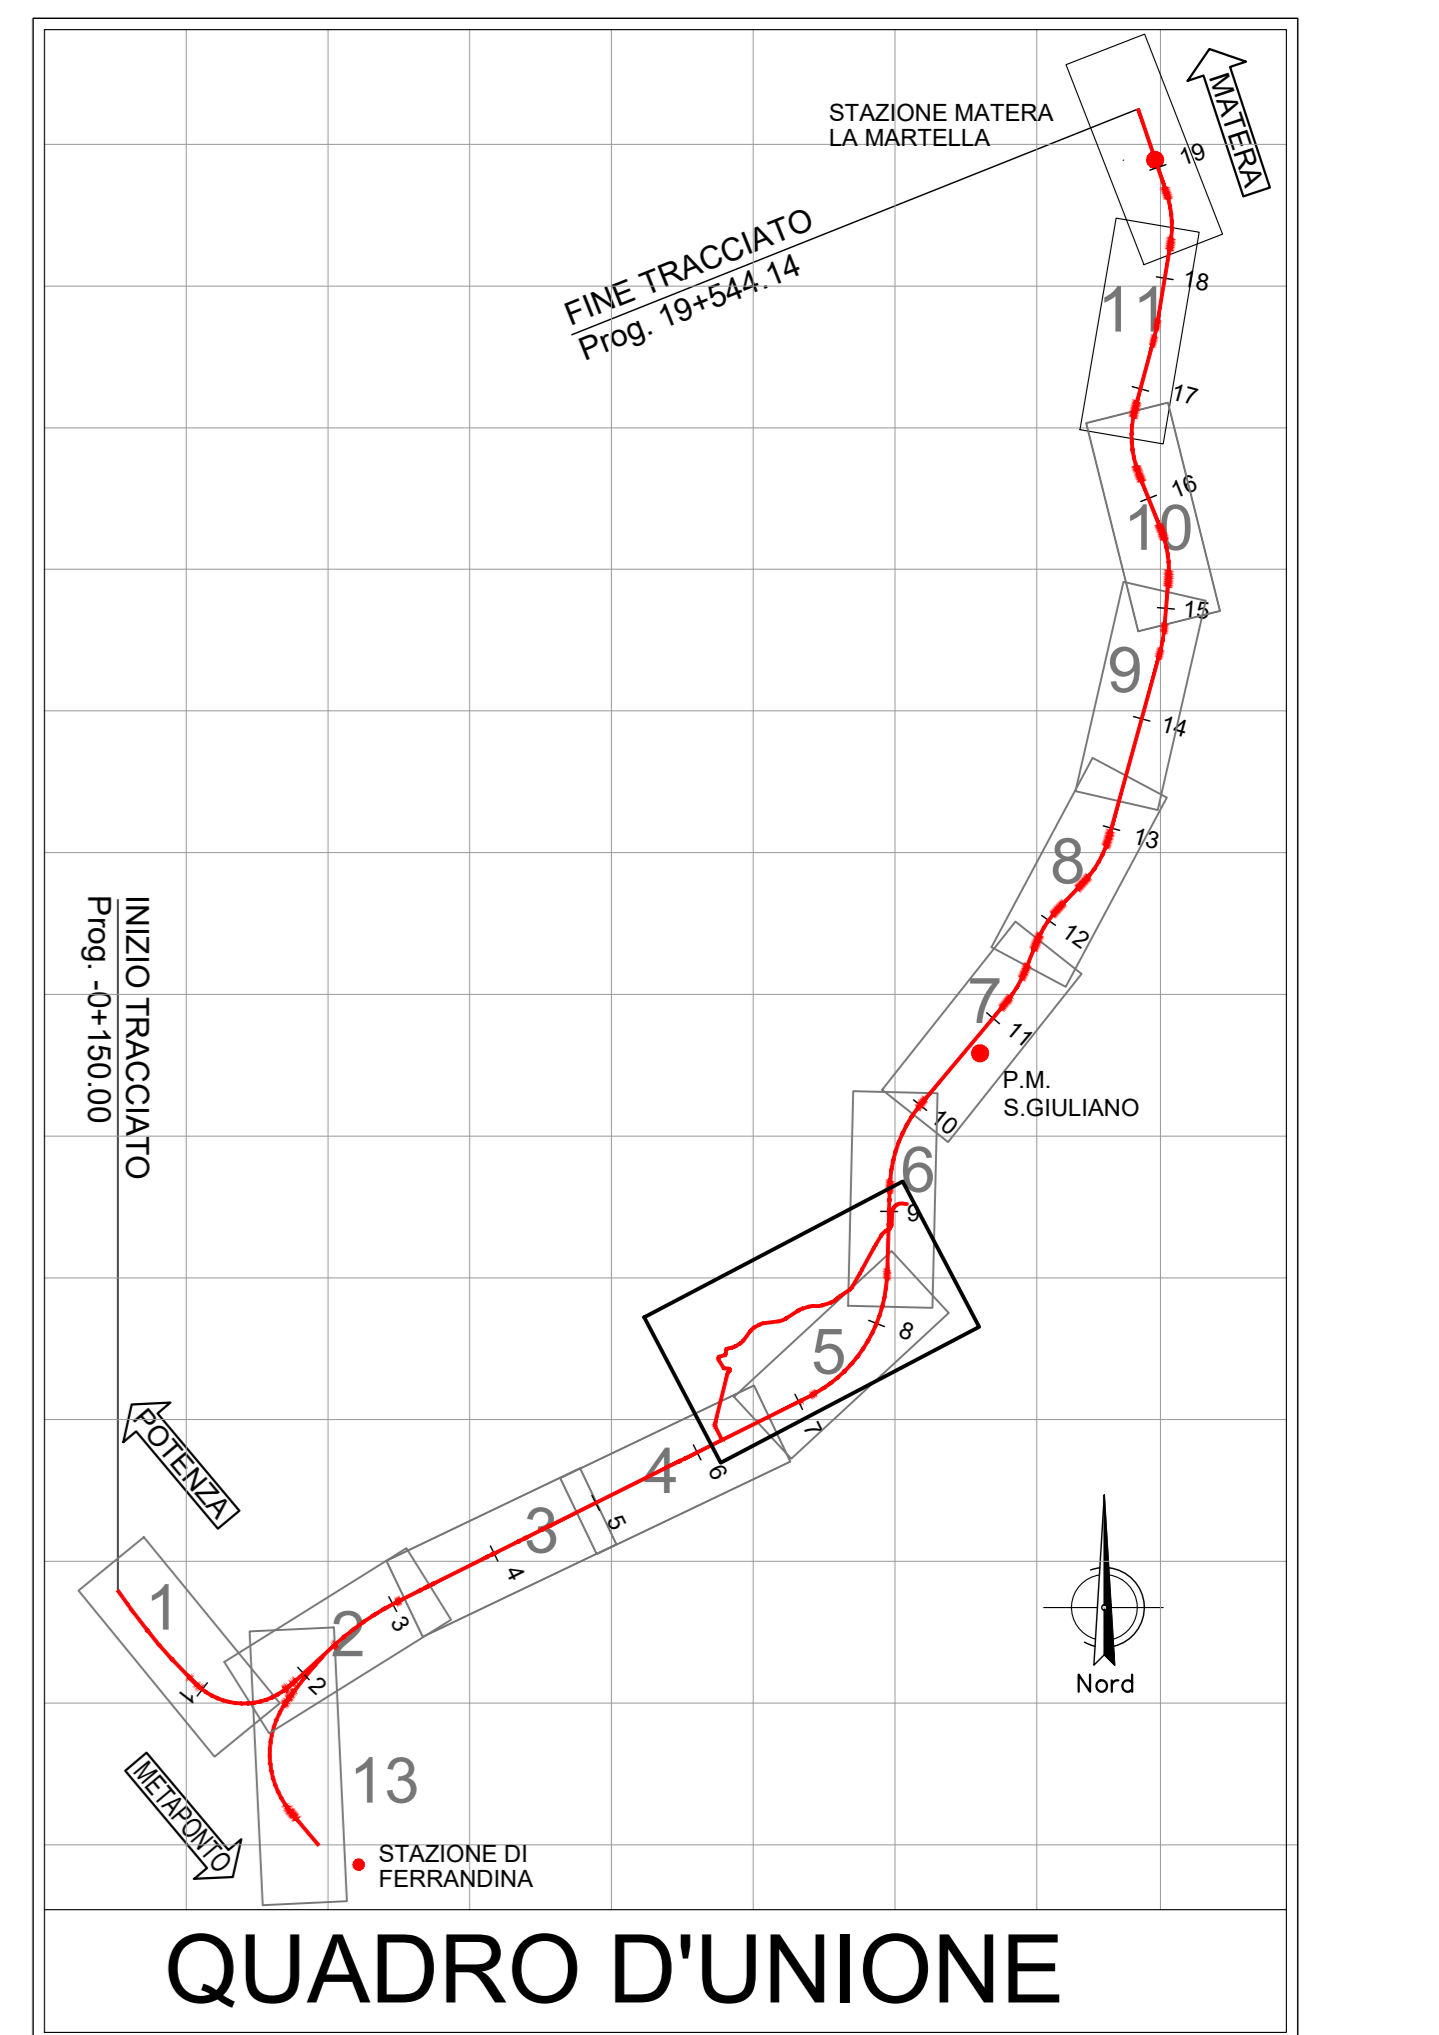 MATERA
STAZIONE MATERA
LA MARTELLA
19
FINE TRACCIATO
Prog. 19+544.14
18
11
17
16
10
15
9
14
13
8
12
INIZIO TRACCIATO
Prog. -0+150.00
7
11
P.M.
S.GIULIANO
10
6
9
8
5
7
POTENZA
4
6
3
5
4
1
2
3
2
1
Nord
METAPONTO
13
STAZIONE DI
FERRANDINA
QUADRO D'UNIONE